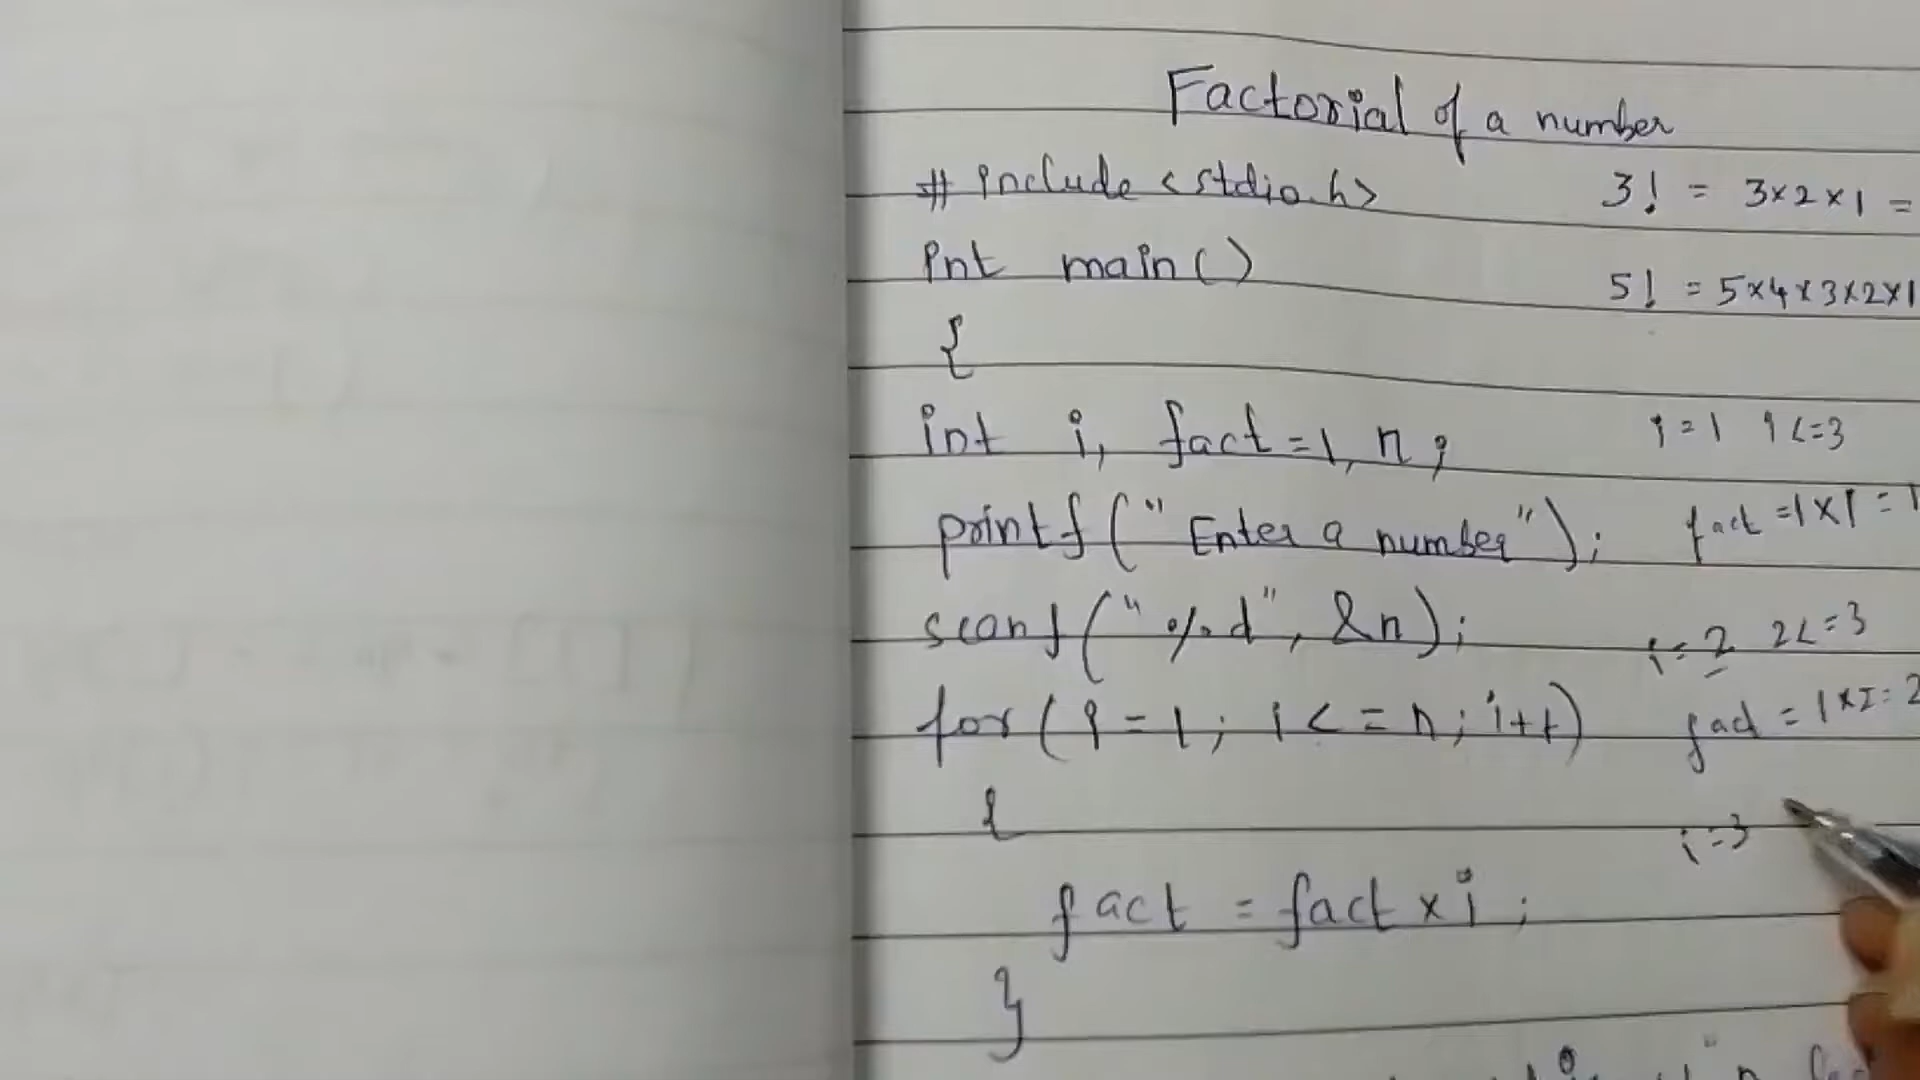 Factorial of a number
# include <stdio.h>
3! = 3×2×1 =
int main()
5! = 5×4×3×2×1
{
int i, fact=1, n;
i=1 i<=3
printf("Enter a number");
fact =1×1=1
scanf("%d", &n);
i=2 2<=3
for(i=1; i<=n; i++)
fact =1×2=2
{
i=3
fact = fact×i;
}